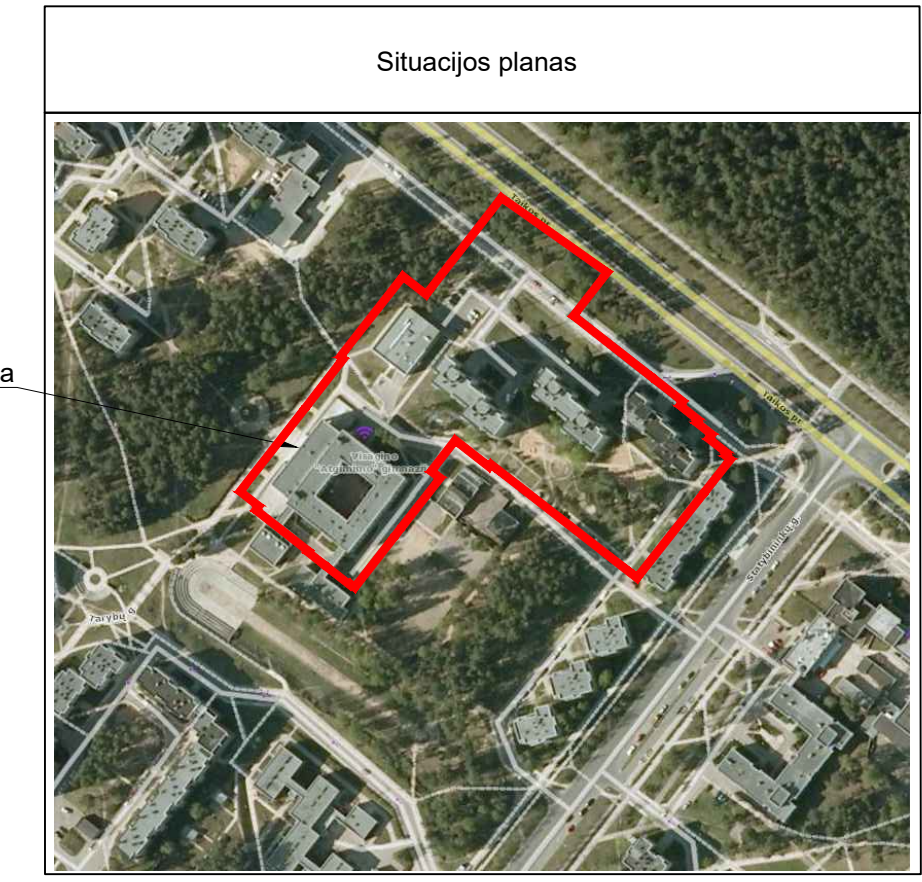 Situacijos planas
Taikos pr.
a
Visagino
"Atgimimo" gimnazija
Taikos pr.
Statybininkų g.
Tarybų g.